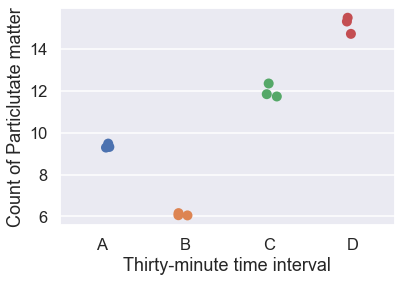 Count of Particlutate matter
14
12
10
8
6
A B C D
Thirty-minute time interval